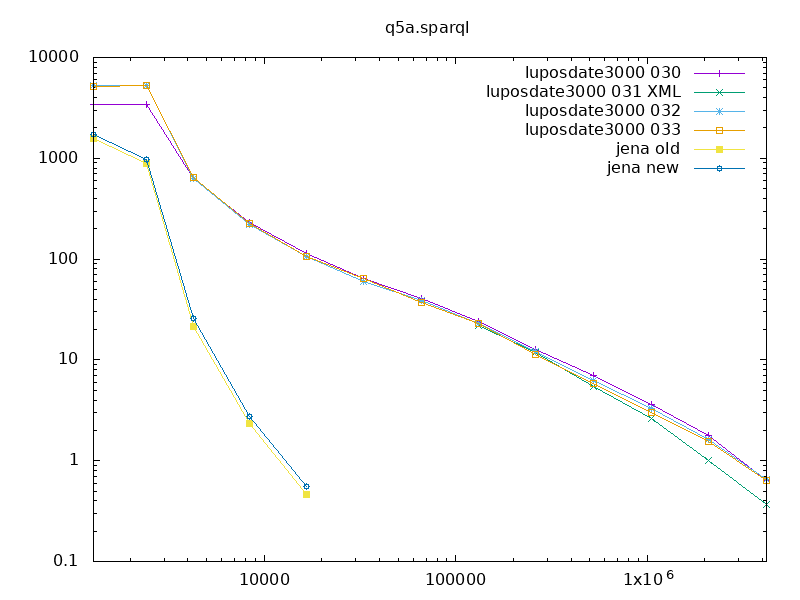 q5a.sparql
10000
1000
100
10
1
0.1
luposdate3000 030
luposdate3000 031 XML
luposdate3000 032
luposdate3000 033
jena old
jena new
10000 100000 1x10^6